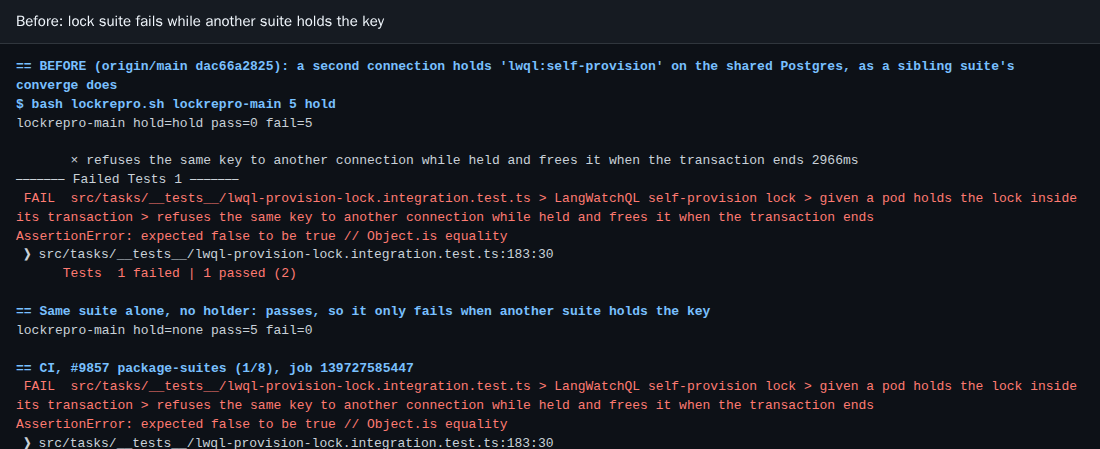 Before: lock suite fails while another suite holds the key
== BEFORE (origin/main dac66a2825): a second connection holds 'lwql:self-provision' on the shared Postgres, as a sibling suite's
converge does
$ bash lockrepro.sh lockrepro-main 5 hold
lockrepro-main hold=hold pass=0 fail=5
× refuses the same key to another connection while held and frees it when the transaction ends 2966ms
——————— Failed Tests 1 ———————
FAIL  src/tasks/__tests__/lwql-provision-lock.integration.test.ts > LangWatchQL self-provision lock > given a pod holds the lock inside
its transaction > refuses the same key to another connection while held and frees it when the transaction ends
AssertionError: expected false to be true // Object.is equality
❯ src/tasks/__tests__/lwql-provision-lock.integration.test.ts:183:30
Tests  1 failed | 1 passed (2)
== Same suite alone, no holder: passes, so it only fails when another suite holds the key
lockrepro-main hold=none pass=5 fail=0
== CI, #9857 package-suites (1/8), job 139727585447
FAIL  src/tasks/__tests__/lwql-provision-lock.integration.test.ts > LangWatchQL self-provision lock > given a pod holds the lock inside
its transaction > refuses the same key to another connection while held and frees it when the transaction ends
AssertionError: expected false to be true // Object.is equality
❯ src/tasks/__tests__/lwql-provision-lock.integration.test.ts:183:30